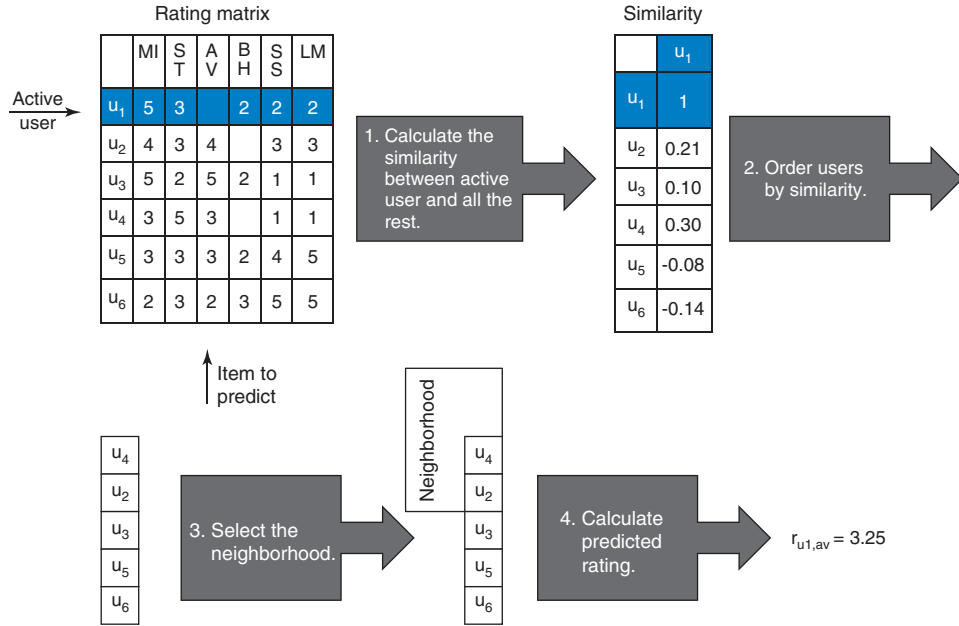 Rating matrix
MI S T A V B H S S LM
Active user
u1 5 3 2 2 2
u2 4 3 4 3 3
u3 5 2 5 2 1 1
u4 3 5 3 1 1
u5 3 3 3 2 4 5
u6 2 3 2 3 5 5
Item to
predict
1. Calculate the
similarity
between active
user and all the
rest.
Similarity
u1
u1 1
u2 0.21
u3 0.10
u4 0.30
u5 -0.08
u6 -0.14
2. Order users
by similarity.
u4
u2
u3
u5
u6
3. Select the
neighborhood.
Neighborhood
u4
u2
u3
u5
u6
4. Calculate
predicted
rating.
ru1,av = 3.25